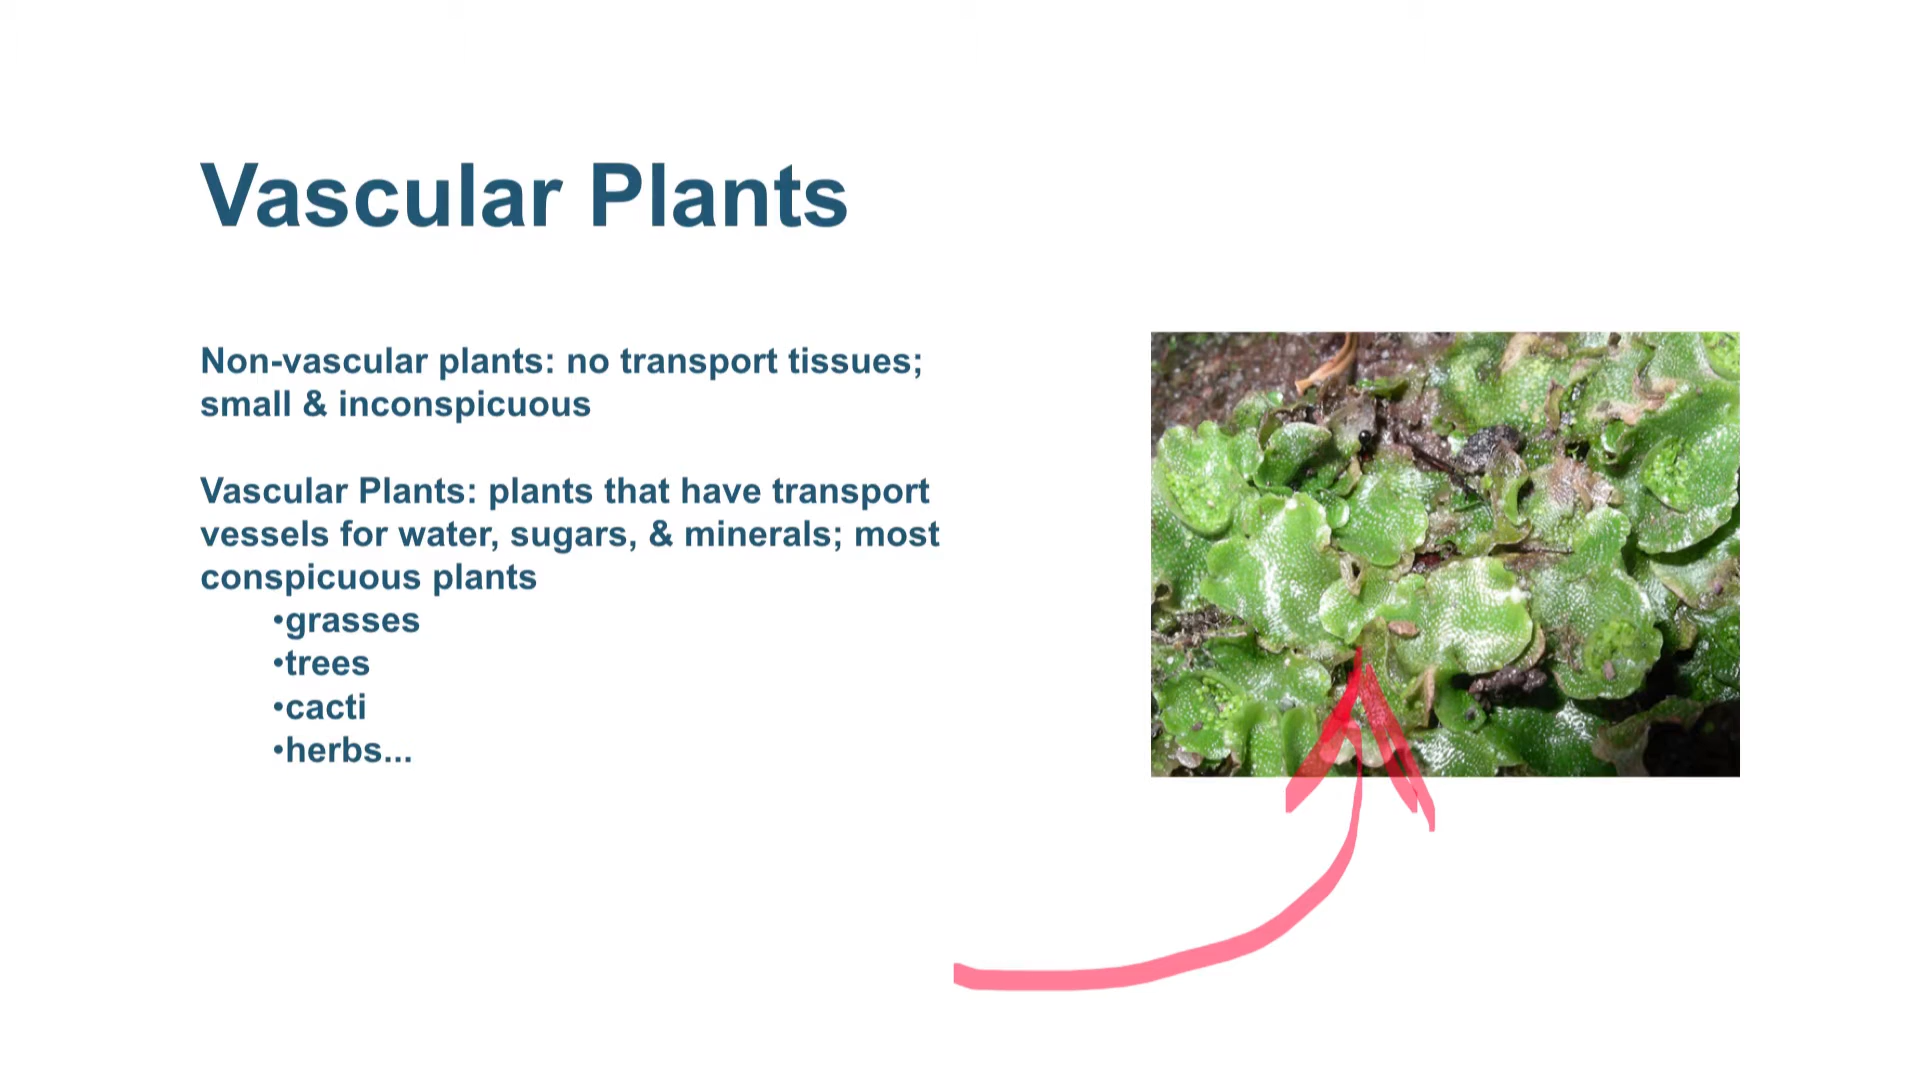 Vascular Plants
Non-vascular plants: no transport tissues;
small & inconspicuous
Vascular Plants: plants that have transport
vessels for water, sugars, & minerals; most
conspicuous plants
•grasses
•trees
•cacti
•herbs...